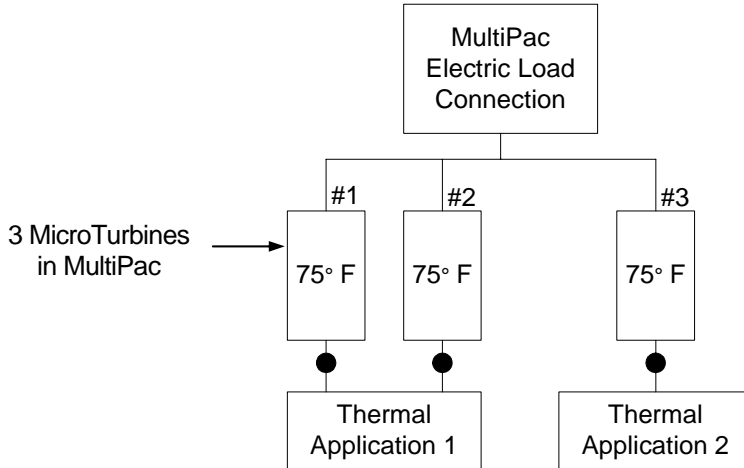 MultiPac
Electric Load
Connection
#1
#2
#3
3 MicroTurbines
in MultiPac
75° F
75° F
75° F
Thermal
Application 1
Thermal
Application 2